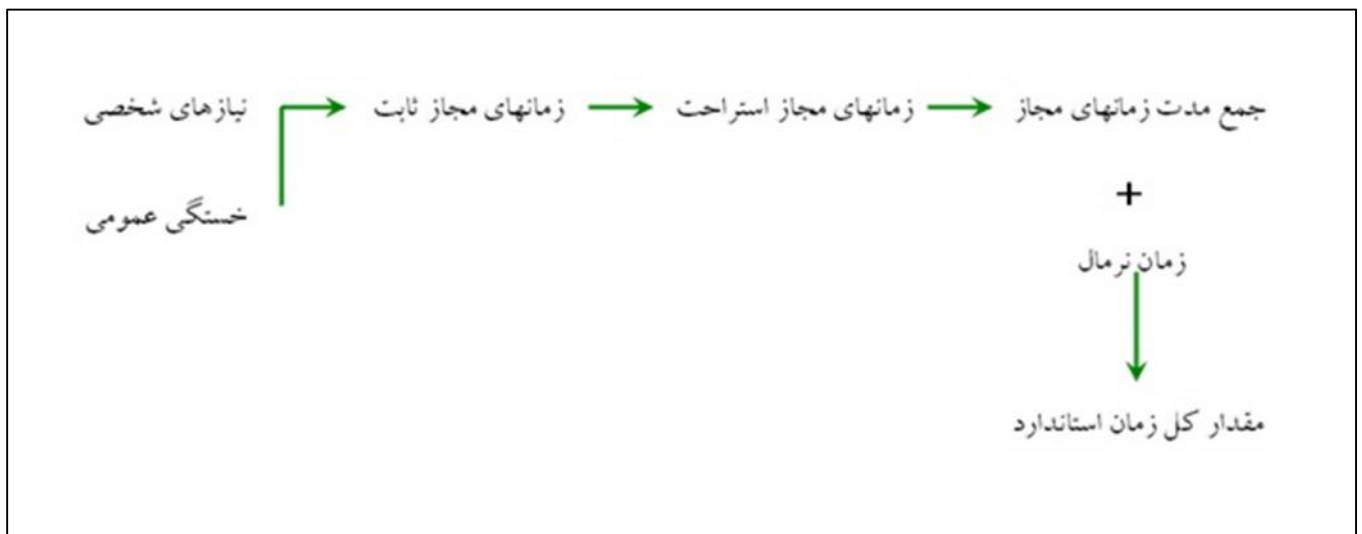 نیازهای شخصی
زمانهای مجاز ثابت
زمانهای مجاز استراحت
جمع مدت زمانهای مجاز
خستگی عمومی
+
زمان نرمال
مقدار کل زمان استاندارد